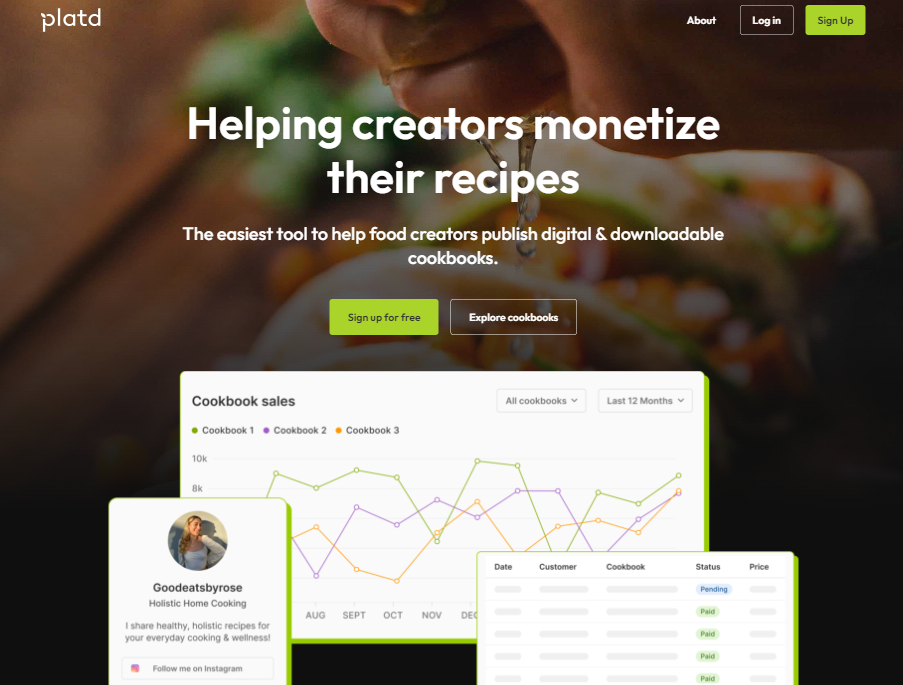 platd
About
Log in
Sign Up
Helping creators monetize
their recipes
The easiest tool to help food creators publish digital & downloadable
cookbooks.
Sign up for free
Explore cookbooks
Cookbook sales
All cookbooks
Last 12 Months
Cookbook 1
Cookbook 2
Cookbook 3
10k
8k
AUG SEPT OCT NOV
Goodeatsbyrose
Holistic Home Cooking
I share healthy, holistic recipes for
your everyday cooking & wellness!
Follow me on Instagram
Date Customer Cookbook Status Price
Pending
Paid
Paid
Paid
Paid